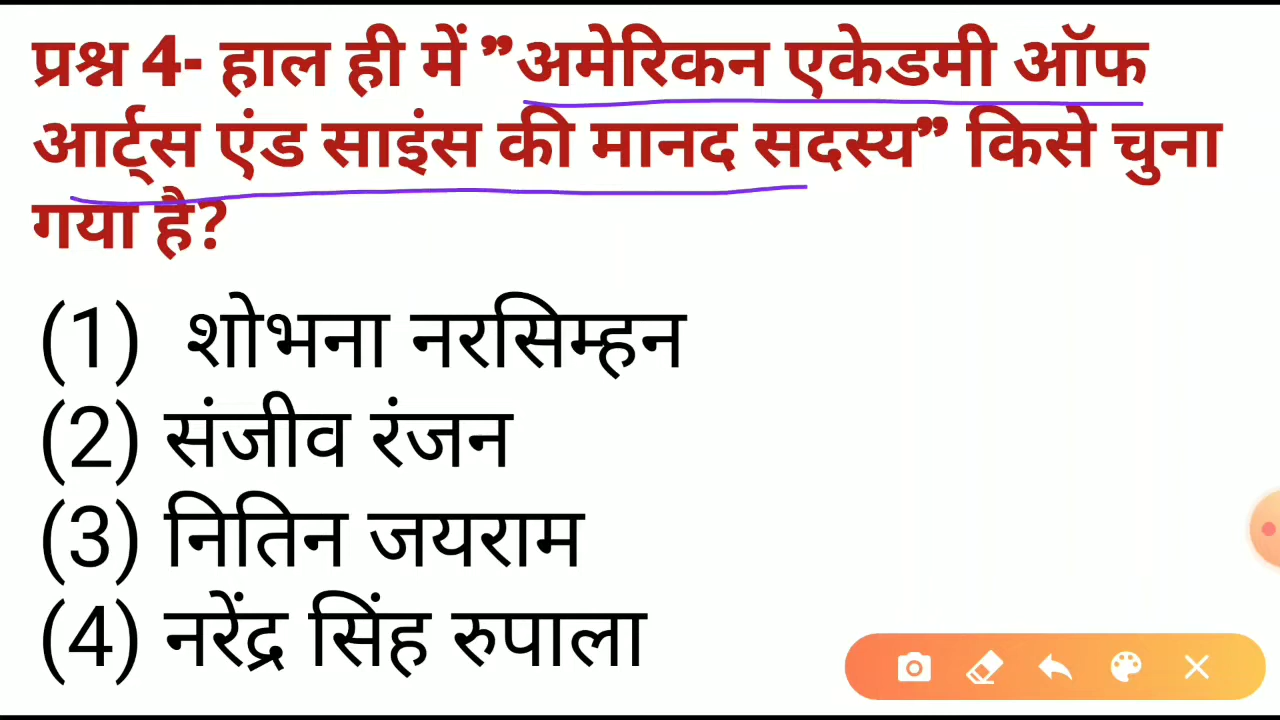 प्रश्न 4- हाल ही में ”अमेरिकन एकेडमी ऑफ
आर्ट्स एंड साइंस की मानद सदस्य” किसे चुना
गया है?
(1) शोभना नरसिम्हन
(2) संजीव रंजन
(3) नितिन जयराम
(4) नरेंद्र सिंह रुपाला